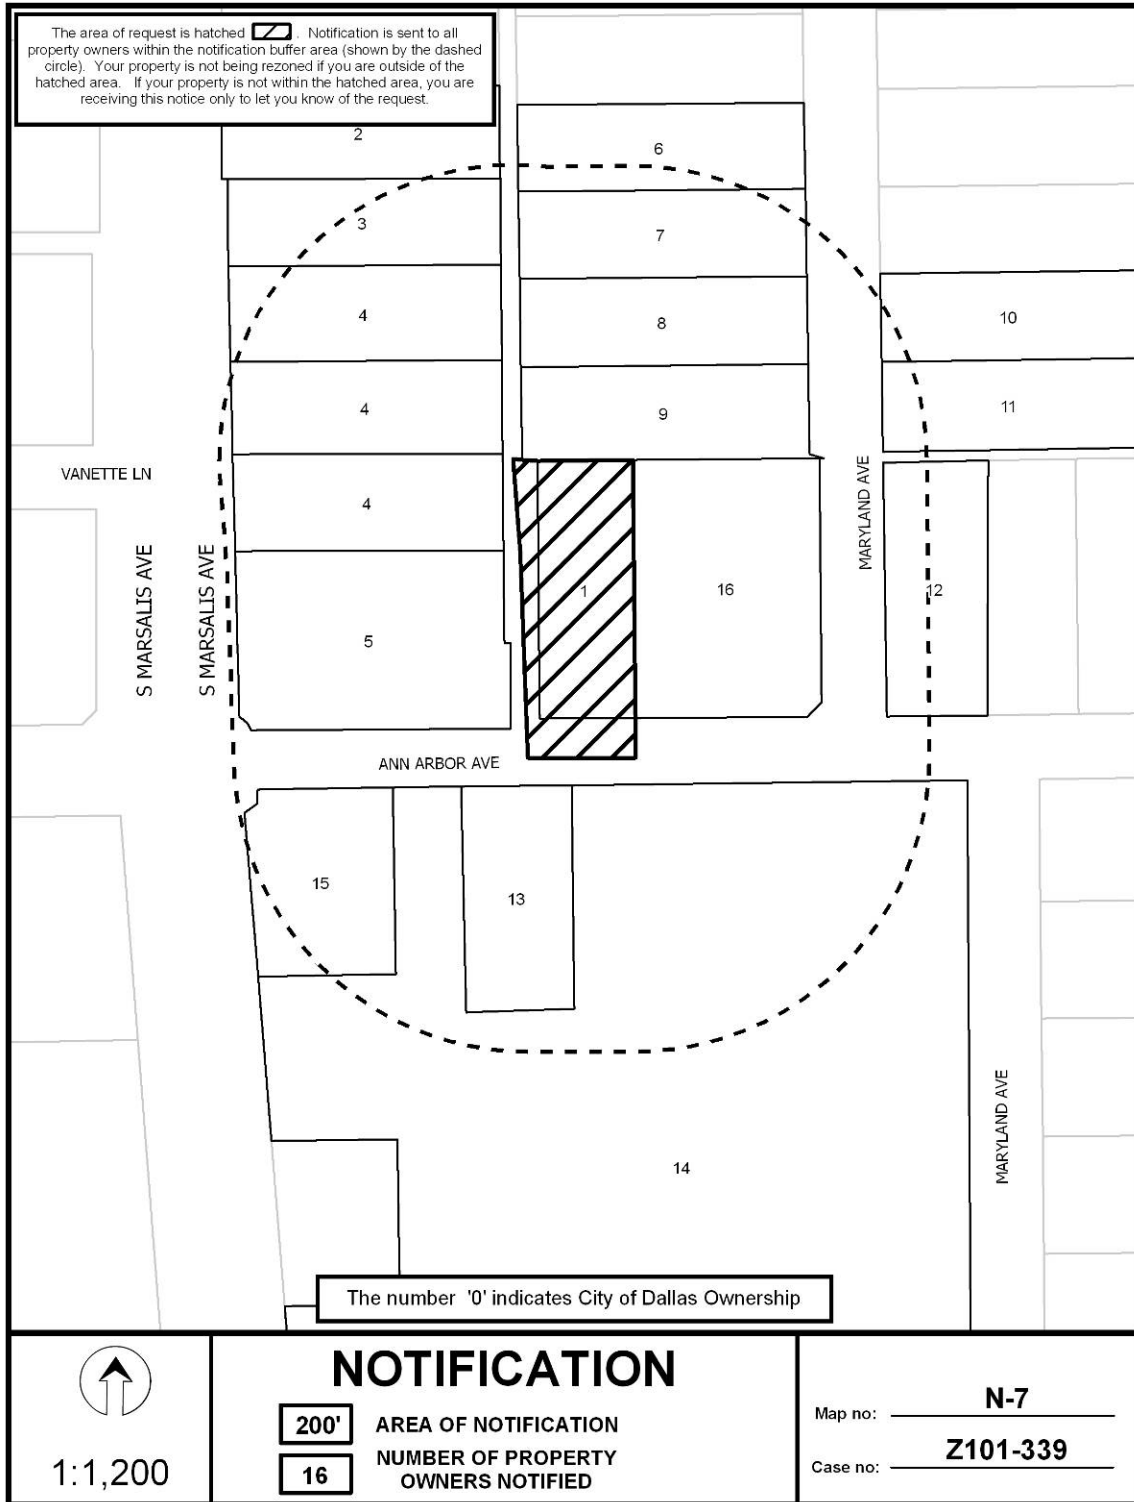 The area of request is hatched . Notification is sent to all
property owners within the notification buffer area (shown by the dashed
circle). Your property is not being rezoned if you are outside of the
hatched area. If your property is not within the hatched area, you are
receiving this notice only to let you know of the request.
2
6
3
7
4
8
10
4
9
11
VANETTE LN
4
MARYLAND AVE
S MARSALIS AVE
S MARSALIS AVE
1
16
12
5
ANN ARBOR AVE
15
13
MARYLAND AVE
14
The number '0' indicates City of Dallas Ownership
1:1,200
NOTIFICATION
200' AREA OF NOTIFICATION
16 NUMBER OF PROPERTY
OWNERS NOTIFIED
Map no: N-7
Case no: Z101-339